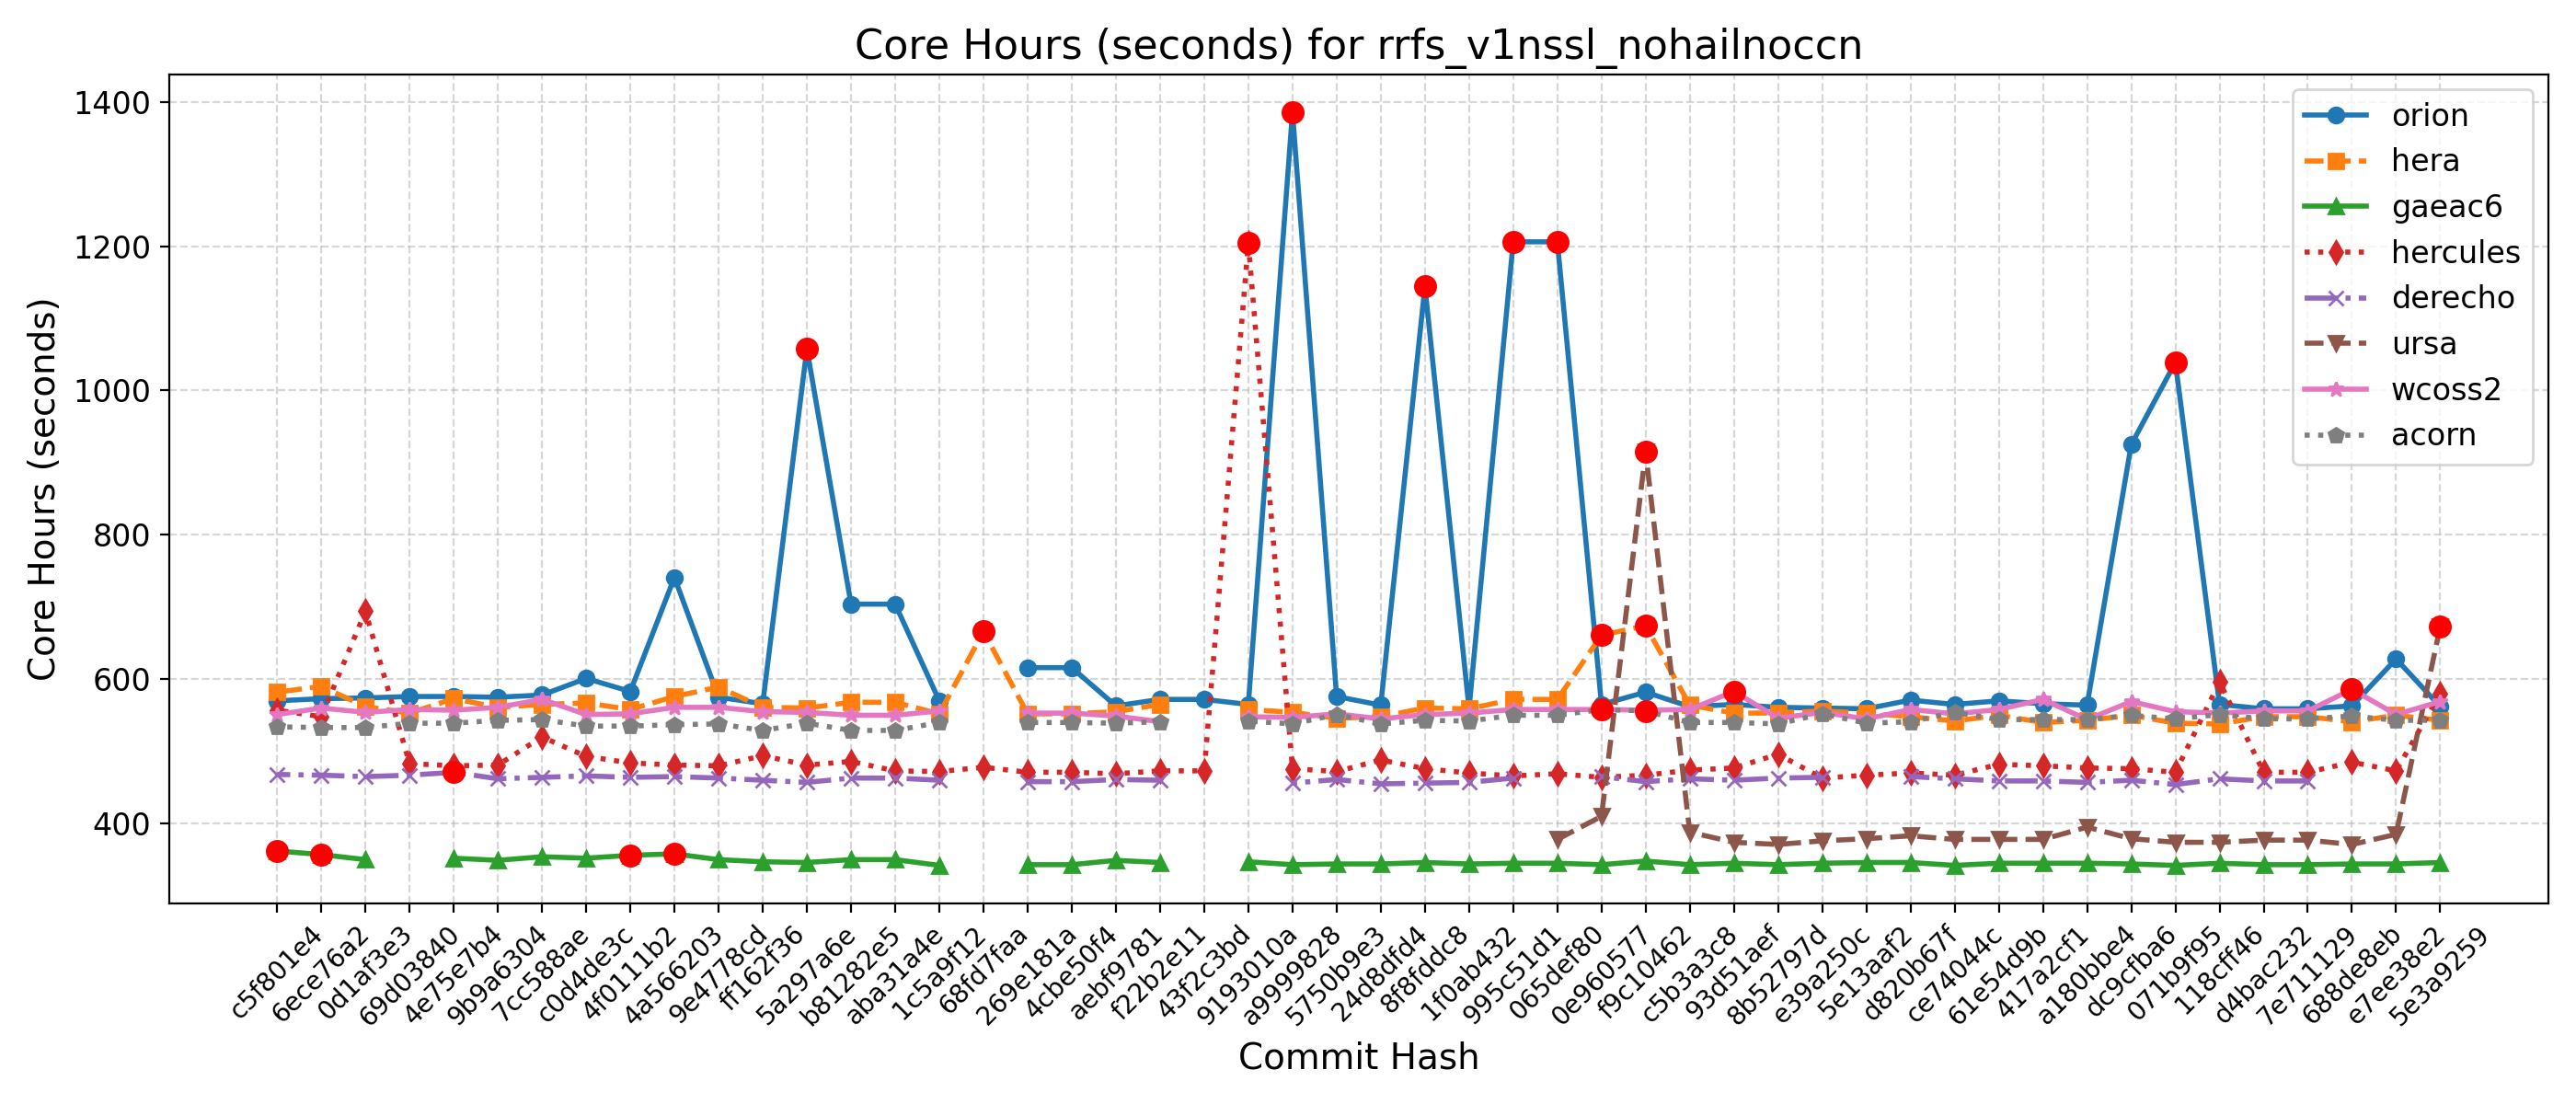 Core Hours (seconds) for rrfs_v1nssl_nohailnoccn
Core Hours (seconds)
1400
1200
1000
800
600
400
orion
hera
gaeac6
hercules
derecho
ursa
wcoss2
acorn
c5f801e4
6ece76a2
0d1af3e3
69d03840
4e75e7b4
9b9a6304
7cc588ae
c0d4de3c
4f0111b2
4a566203
9e4778cd
ff162f36
5a297a6e
b81282e5
aba31a4e
1c5a9f12
68fd7faa
269e181a
4cbe50f4
aebf9781
f22b2e11
43f2c3bd
9193010a
a9999828
5750b9e3
24d8dfd4
8f8fddc8
1f0ab432
995c51d1
065def80
0e960577
f9c10462
c5b3a3c8
93d51aef
8b52797d
e39a250c
5e13aaf2
d820b67f
ce74044c
61e54d9b
417a2cf1
a180bbe4
dc9cfba6
071b9f95
118cff46
d4bac232
7e711129
688de8eb
e7ee38e2
5e3a9259
Commit Hash